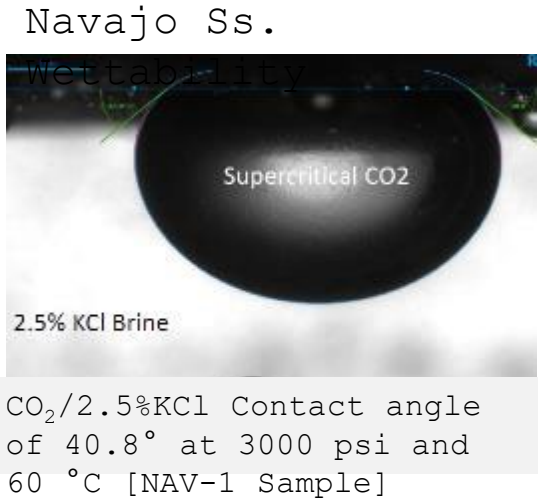 Navajo Ss.
Wettability
Supercritical CO2
2.5% KCl Brine
CO₂/2.5%KCl Contact angle
of 40.8° at 3000 psi and
60 °C [NAV-1 Sample]